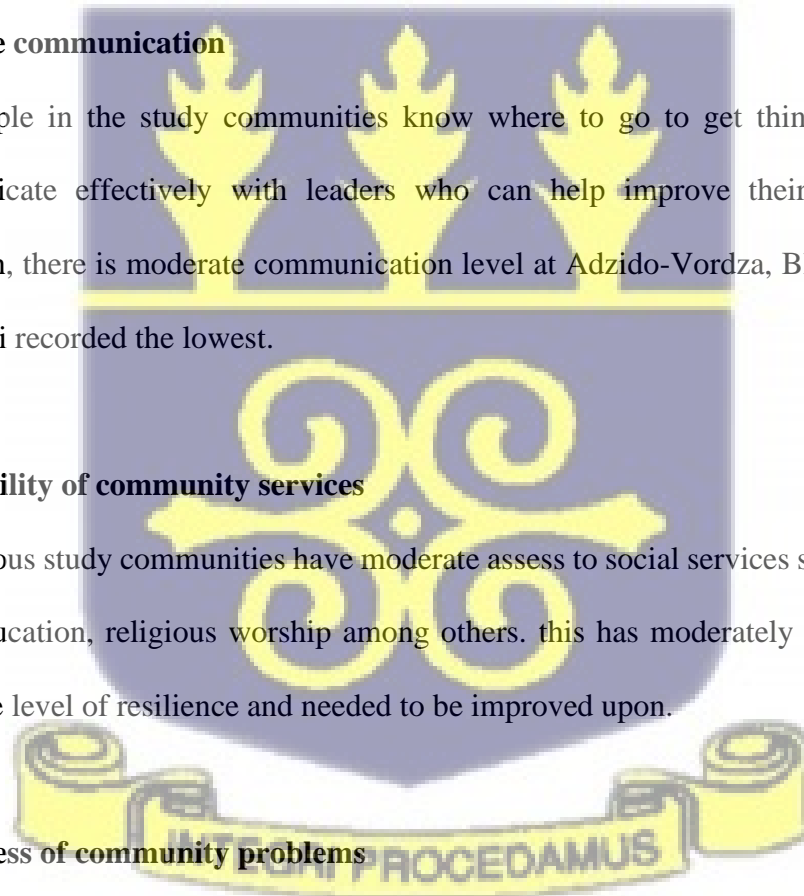 e communication
ple in the study communities know where to go to get thin
icate effectively with leaders who can help improve their
n, there is moderate communication level at Adzido-Vordza, B
i recorded the lowest.
ility of community services
ous study communities have moderate assess to social services s
ucation, religious worship among others. this has moderately
e level of resilience and needed to be improved upon.
ess of community problems
INTEGRI PROCEDAMUS